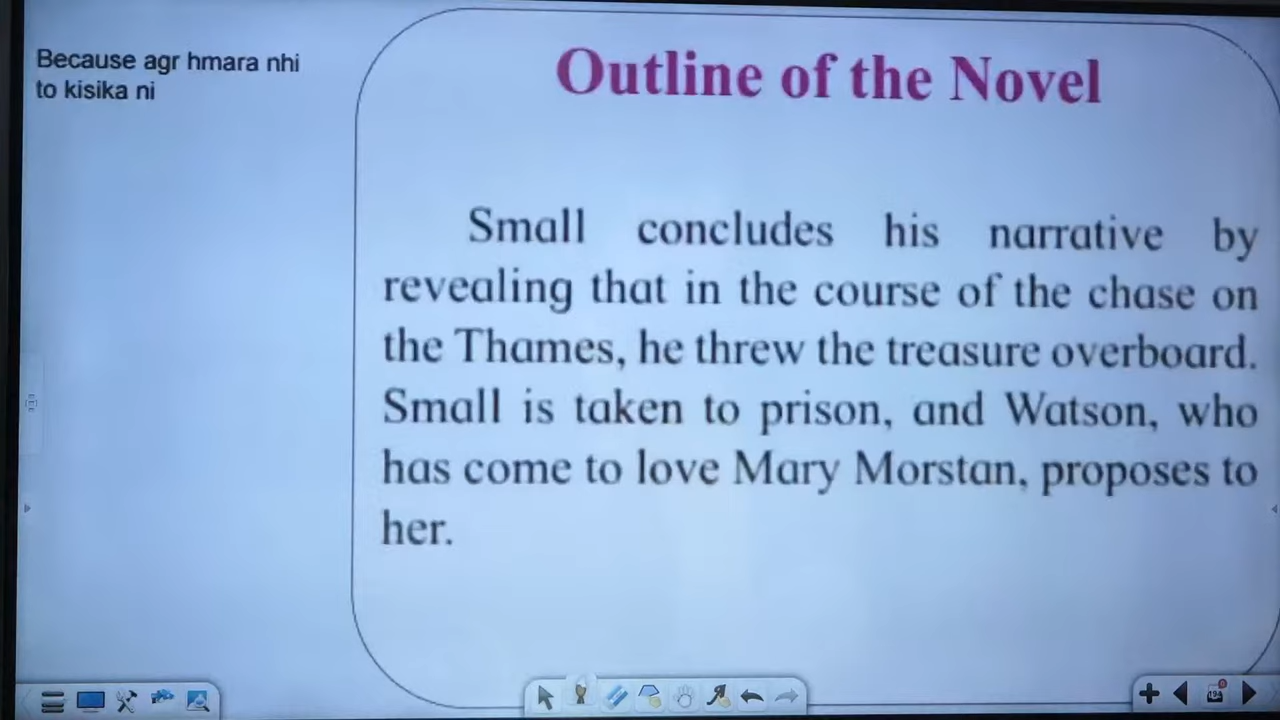 Because agr hmara nhi
to kisika ni
Outline of the Novel
Small concludes his narrative by
revealing that in the course of the chase on
the Thames, he threw the treasure overboard.
Small is taken to prison, and Watson, who
has come to love Mary Morstan, proposes to
her.